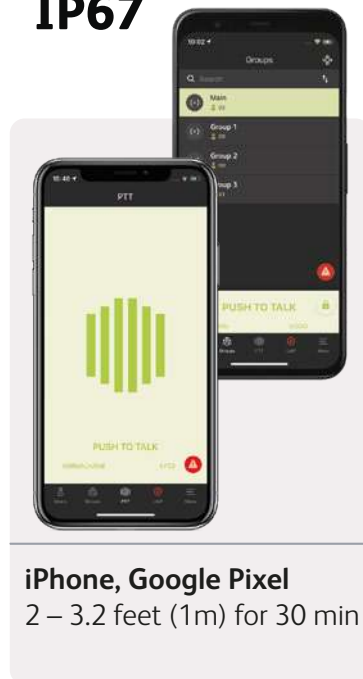 IP67
10:02
Groups
Search
Main
Group 1
Group 2
Group 3
PUSH TO TALK
10:40
PTT
PUSH TO TALK
iPhone, Google Pixel
2 – 3.2 feet (1m) for 30 min